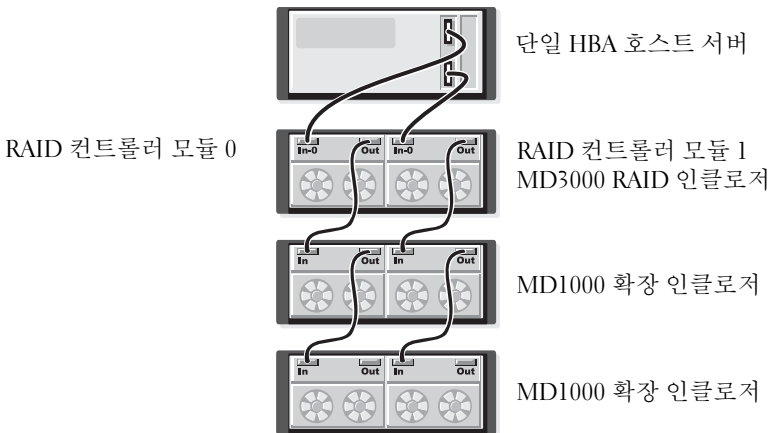 단일 HBA 호스트 서버
RAID 컨트롤러 모듈 0
In-0 Out In-0 Out
RAID 컨트롤러 모듈 1
MD3000 RAID 인클로저
In Out In Out
MD1000 확장 인클로저
In Out In Out
MD1000 확장 인클로저